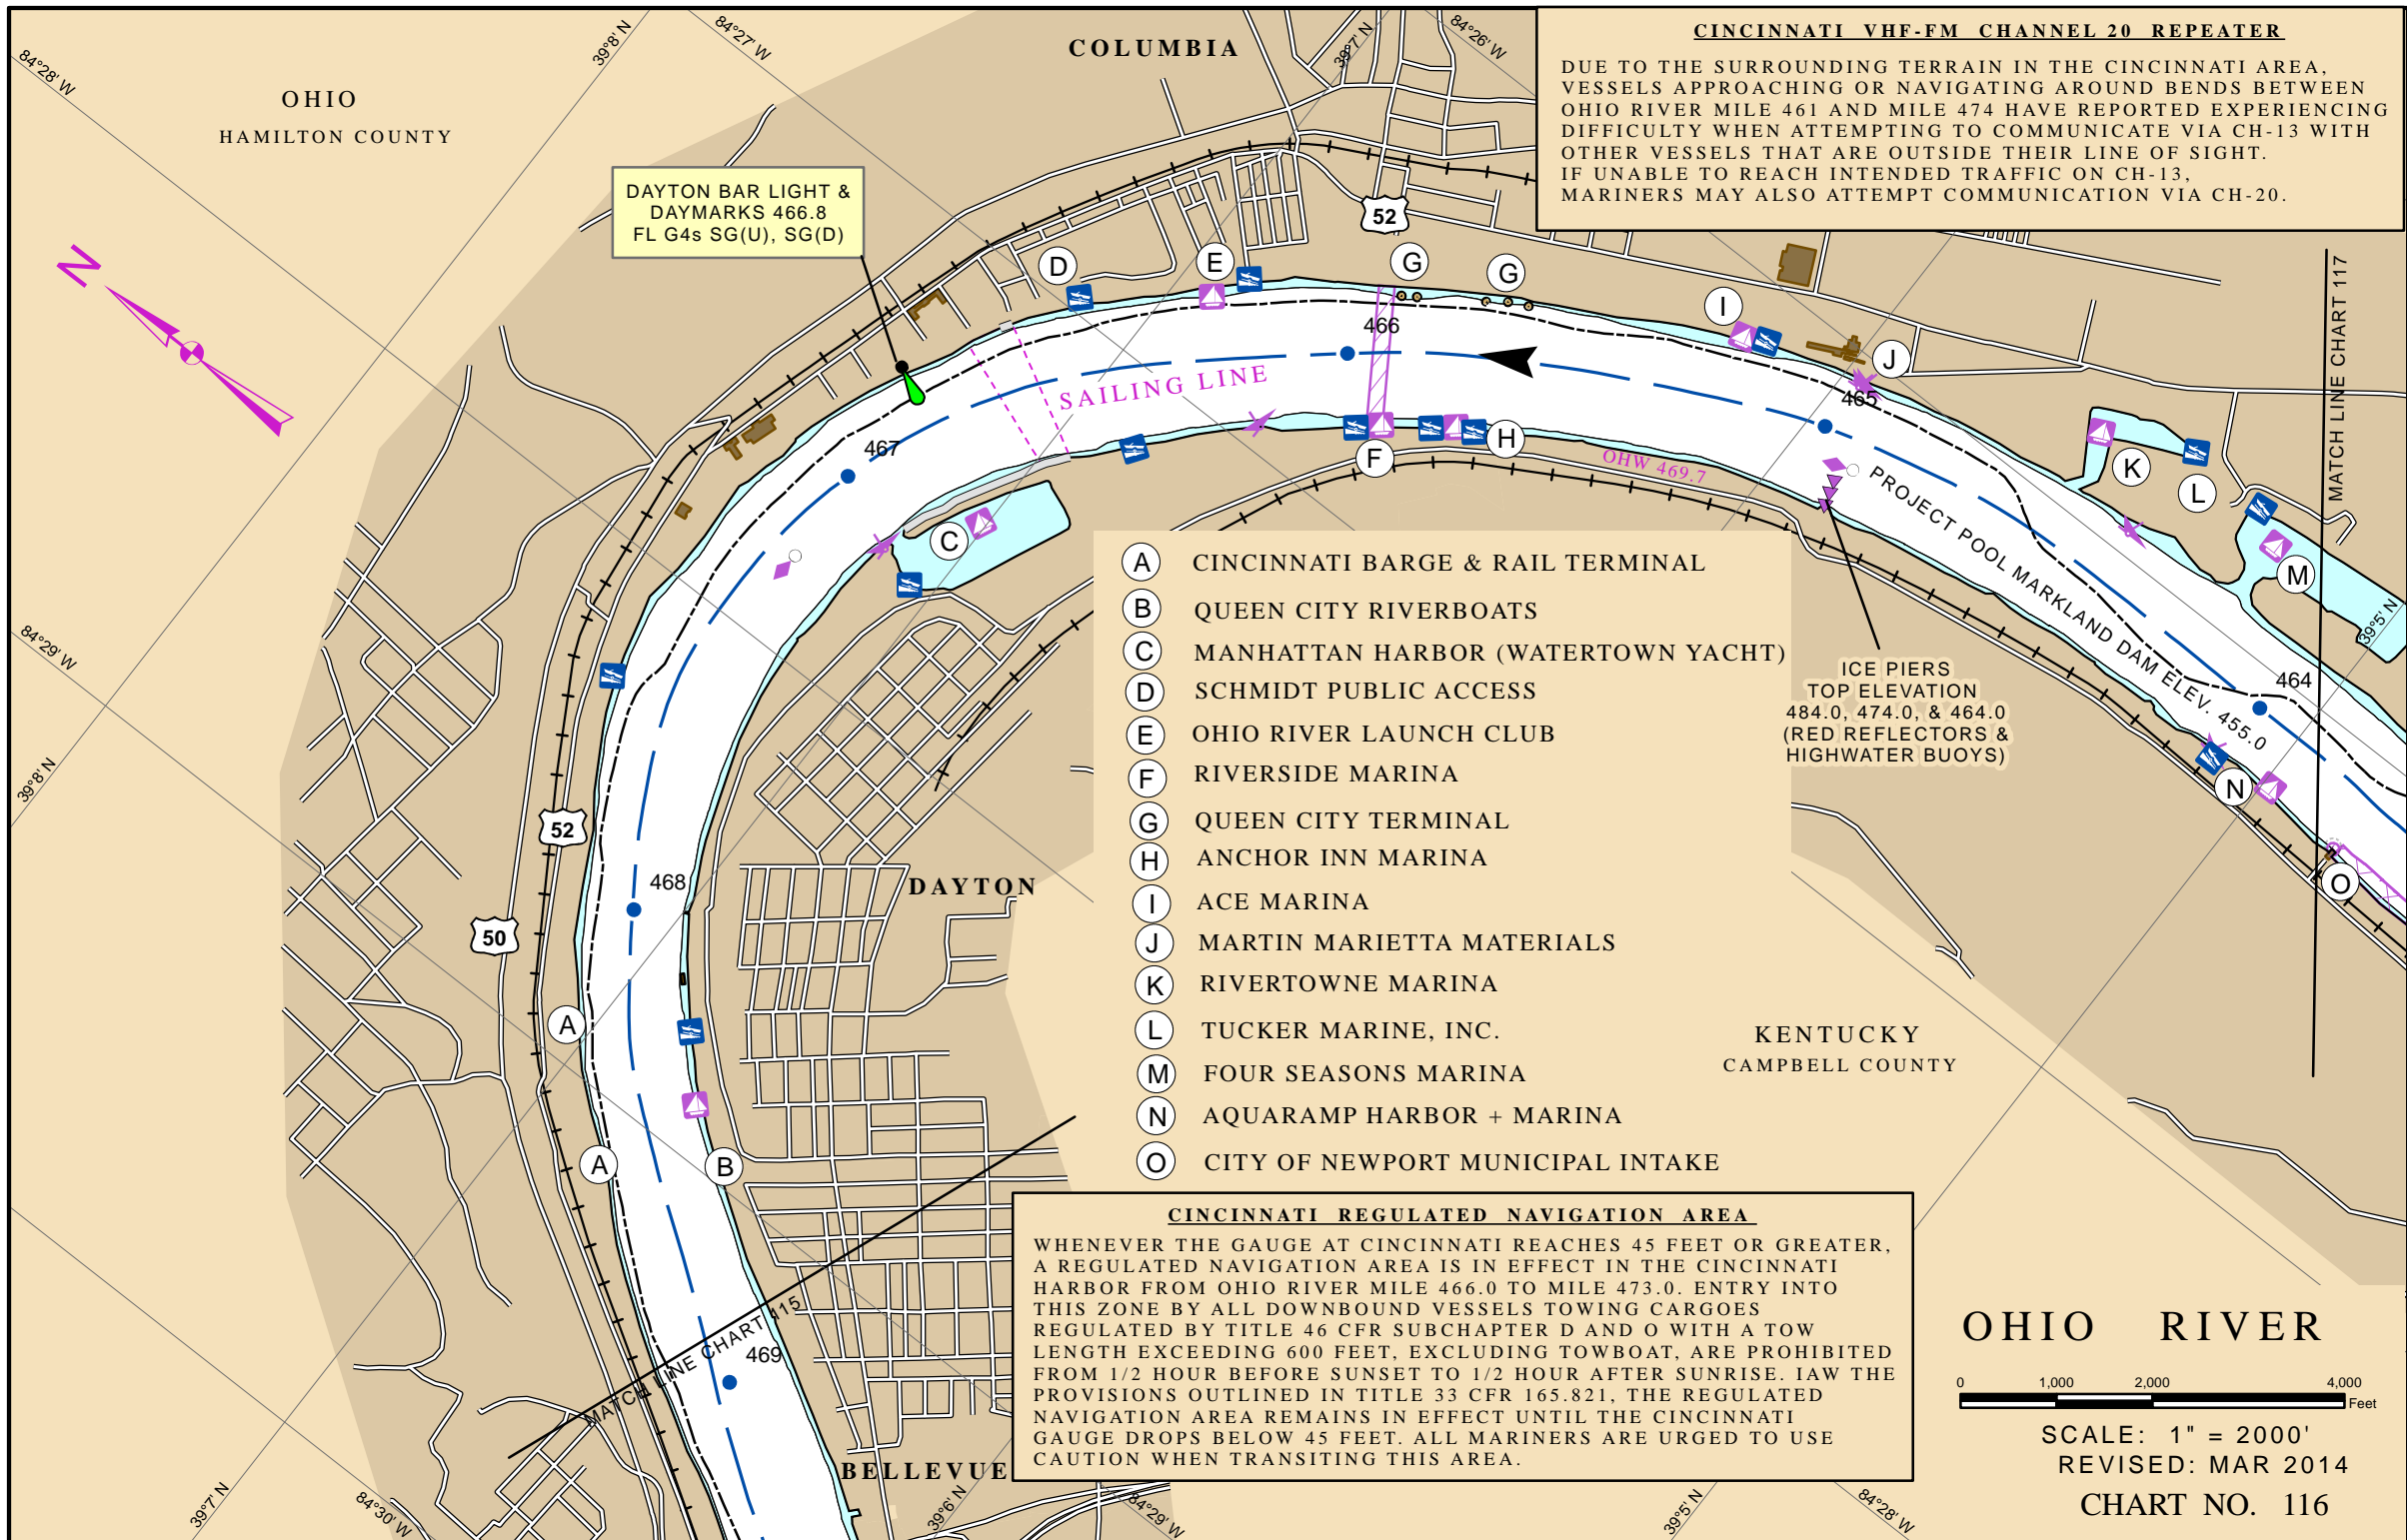 84°28' W
39°8' N
84°27' W
39°7' N
84°26' W
COLUMBIA
OHIO
HAMILTON COUNTY
CINCINNATI VHF-FM CHANNEL 20 REPEATER
DUE TO THE SURROUNDING TERRAIN IN THE CINCINNATI AREA,
VESSELS APPROACHING OR NAVIGATING AROUND BENDS BETWEEN
OHIO RIVER MILE 461 AND MILE 474 HAVE REPORTED EXPERIENCING
DIFFICULTY WHEN ATTEMPTING TO COMMUNICATE VIA CH-13 WITH
OTHER VESSELS THAT ARE OUTSIDE THEIR LINE OF SIGHT.
IF UNABLE TO REACH INTENDED TRAFFIC ON CH-13,
MARINERS MAY ALSO ATTEMPT COMMUNICATION VIA CH-20.
DAYTON BAR LIGHT &
DAYMARKS 466.8
FL G4s SG(U), SG(D)
N
52
D
E
G
G
I
J
466
465
SAILING LINE
467
F
H
OHW 469.7
K
L
M
MATCH LINE CHART 117
C
PROJECT POOL MARKLAND DAM ELEV. 455.0
39°5' N
464
N
O
ICE PIERS
TOP ELEVATION
484.0, 474.0, & 464.0
(RED REFLECTORS &
HIGHWATER BUOYS)
A CINCINNATI BARGE & RAIL TERMINAL
B QUEEN CITY RIVERBOATS
C MANHATTAN HARBOR (WATERTOWN YACHT)
D SCHMIDT PUBLIC ACCESS
E OHIO RIVER LAUNCH CLUB
F RIVERSIDE MARINA
G QUEEN CITY TERMINAL
H ANCHOR INN MARINA
I ACE MARINA
J MARTIN MARIETTA MATERIALS
K RIVERTOWNE MARINA
L TUCKER MARINE, INC.
M FOUR SEASONS MARINA
N AQUARAMP HARBOR + MARINA
O CITY OF NEWPORT MUNICIPAL INTAKE
84°29' W
39°8' N
52
50
468
DAYTON
A
A
B
KENTUCKY
CAMPBELL COUNTY
MATCH LINE CHART 115
469
BELLEVUE
CINCINNATI REGULATED NAVIGATION AREA
WHENEVER THE GAUGE AT CINCINNATI REACHES 45 FEET OR GREATER,
A REGULATED NAVIGATION AREA IS IN EFFECT IN THE CINCINNATI
HARBOR FROM OHIO RIVER MILE 466.0 TO MILE 473.0. ENTRY INTO
THIS ZONE BY ALL DOWNBOUND VESSELS TOWING CARGOES
REGULATED BY TITLE 46 CFR SUBCHAPTER D AND O WITH A TOW
LENGTH EXCEEDING 600 FEET, EXCLUDING TOWBOAT, ARE PROHIBITED
FROM 1/2 HOUR BEFORE SUNSET TO 1/2 HOUR AFTER SUNRISE. IAW THE
PROVISIONS OUTLINED IN TITLE 33 CFR 165.821, THE REGULATED
NAVIGATION AREA REMAINS IN EFFECT UNTIL THE CINCINNATI
GAUGE DROPS BELOW 45 FEET. ALL MARINERS ARE URGED TO USE
CAUTION WHEN TRANSITING THIS AREA.
OHIO RIVER
0 1,000 2,000 4,000
Feet
SCALE: 1" = 2000'
REVISED: MAR 2014
CHART NO. 116
39°7' N
84°30' W
39°6' N
84°29' W
39°5' N
84°28' W